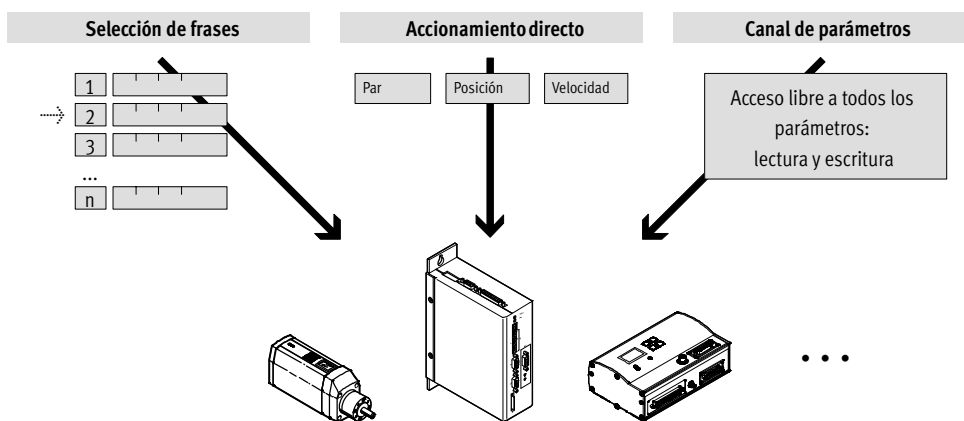 Selección de frases
Accionamiento directo
Canal de parámetros
1
2
3
...
n
Par
Posición
Velocidad
Acceso libre a todos los
parámetros:
lectura y escritura
• • •